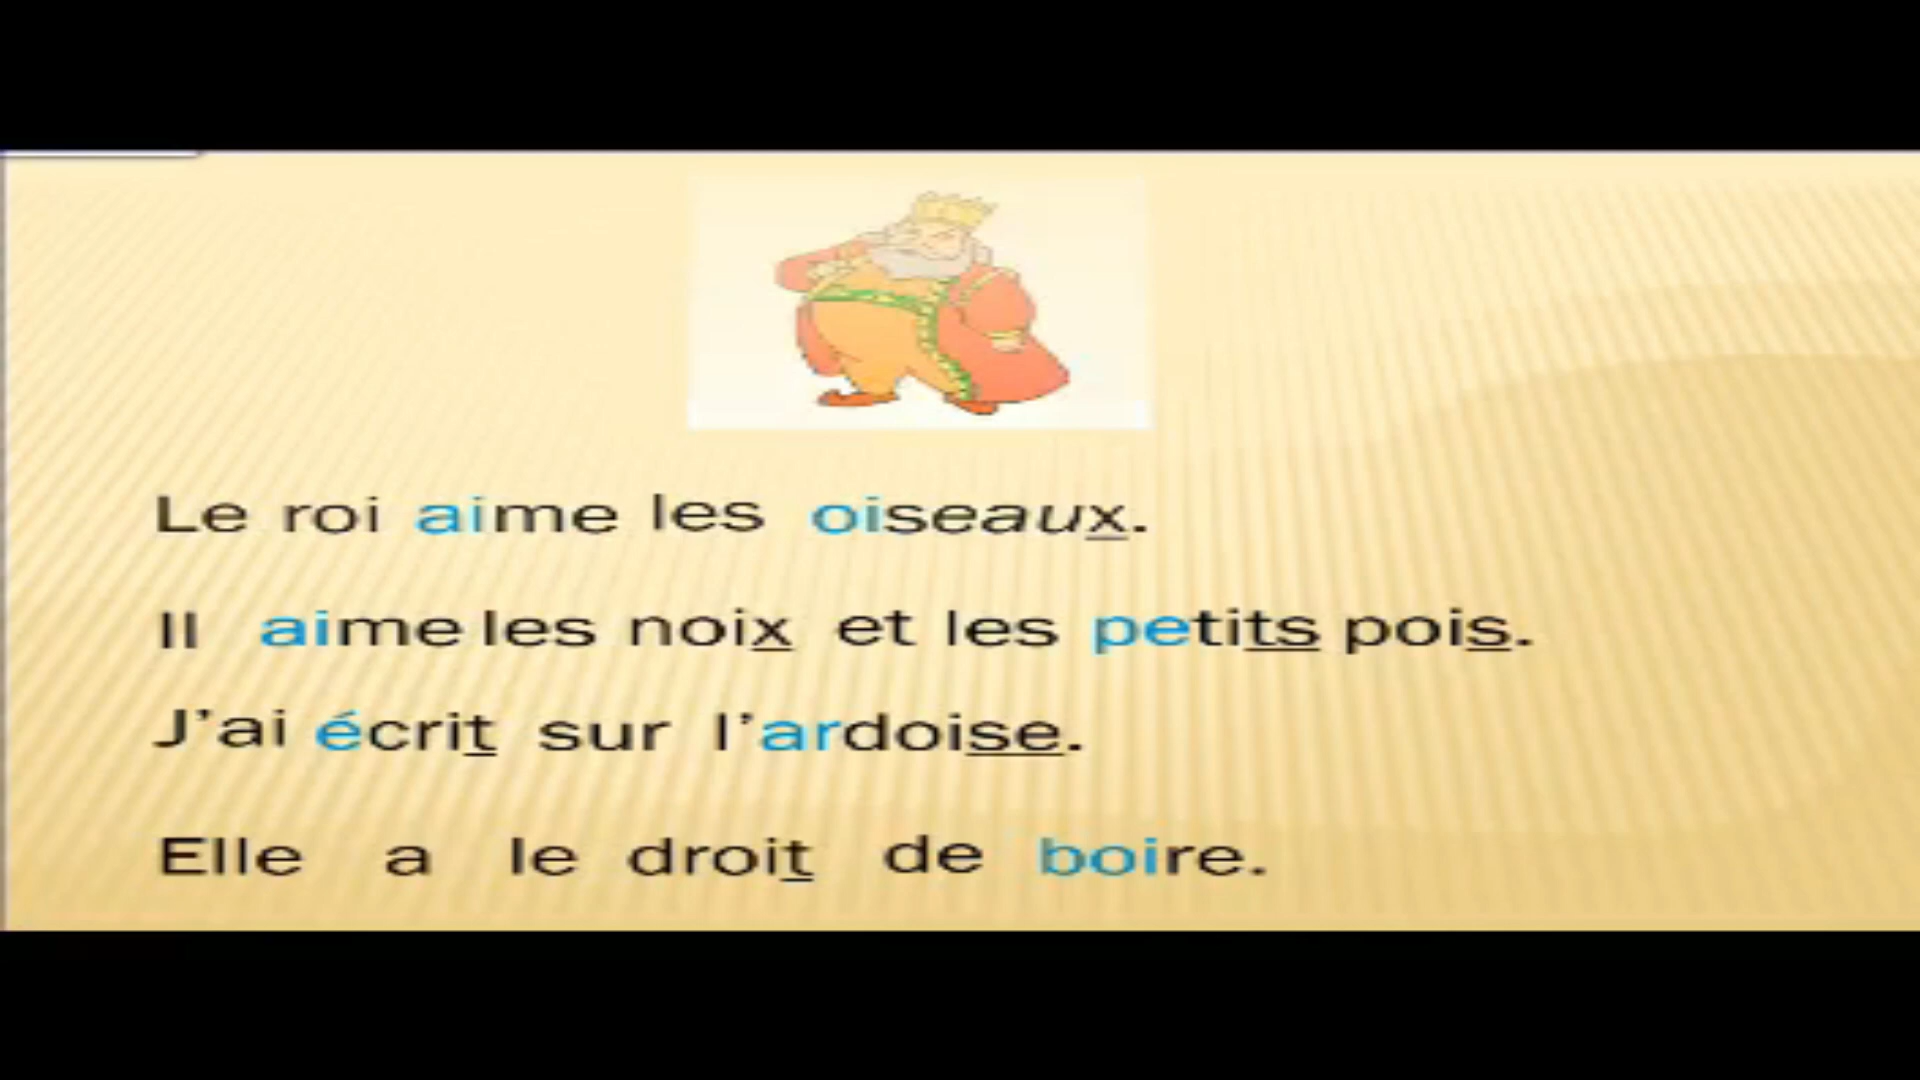 Le roi aime les oiseaux.
Il aime les noix et les petits pois.
J'ai écrit sur l'ardoise.
Elle a le droit de boire.